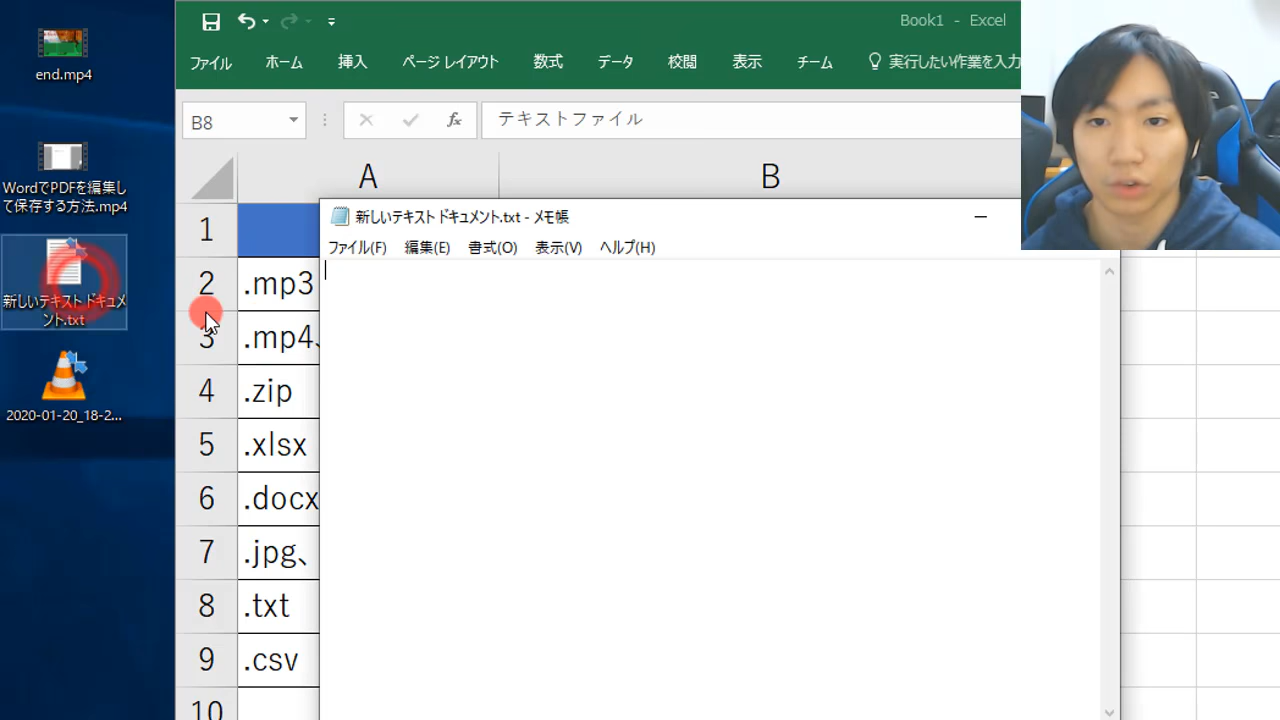 end.mp4
WordでPDFを編集し
て保存する方法.mp4
新しいテキスト ドキュメ
ント.txt
2020-01-20_18-2...
Book1 - Excel
ファイル ホーム 挿入 ページ レイアウト 数式 データ 校閲 表示 チーム 実行したい作業を入力
B8 fx テキストファイル
A B
新しいテキスト ドキュメント.txt - メモ帳
ファイル(F) 編集(E) 書式(O) 表示(V) ヘルプ(H)
1
2 .mp3
3 .mp4、
4 .zip
5 .xlsx
6 .docx
7 .jpg、
8 .txt
9 .csv
10